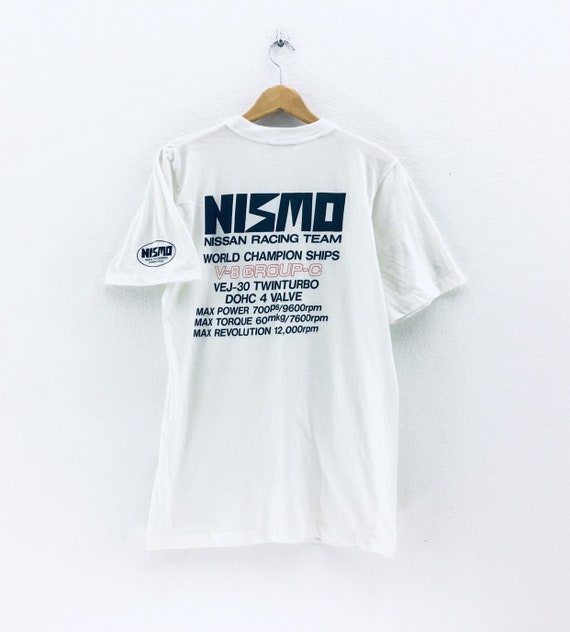 NISMO
NISSAN RACING TEAM
WORLD CHAMPION SHIPS
V-8 GROUP-C
VEJ-30 TWINTURBO
DOHC 4 VALVE
MAX POWER 700ps/9600rpm
MAX TORQUE 60mkg/7600rpm
MAX REVOLUTION 12,000rpm
NISMO